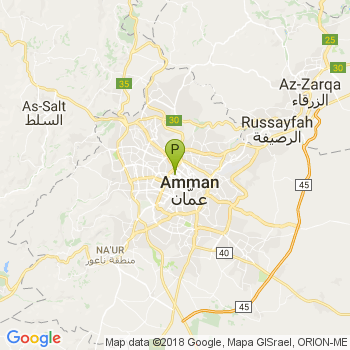 25
Az-Zarqa
الزرقاء
35
As-Salt
السلط
30
P
Russayfah
الرصيفة
Amman
عمّان
45
NA'UR
منطقة ناعور
40
45
35
Google
Map data ©2018 Google, Mapa GISrael, ORION-ME